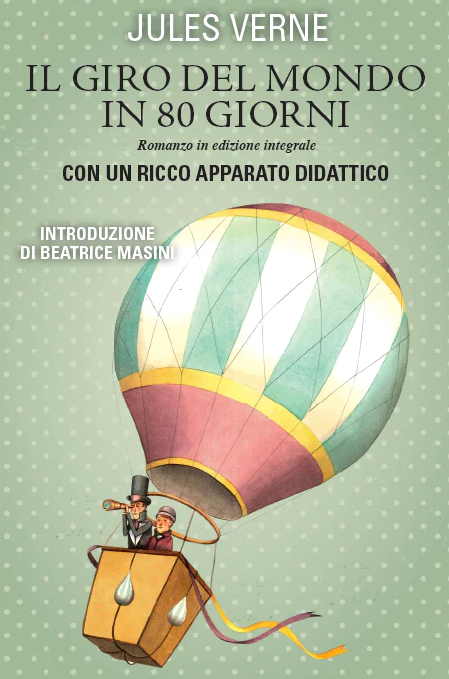 JULES VERNE
IL GIRO DEL MONDO
IN 80 GIORNI
Romanzo in edizione integrale
CON UN RICCO APPARATO DIDATTICO
INTRODUZIONE
DI BEATRICE MASINI